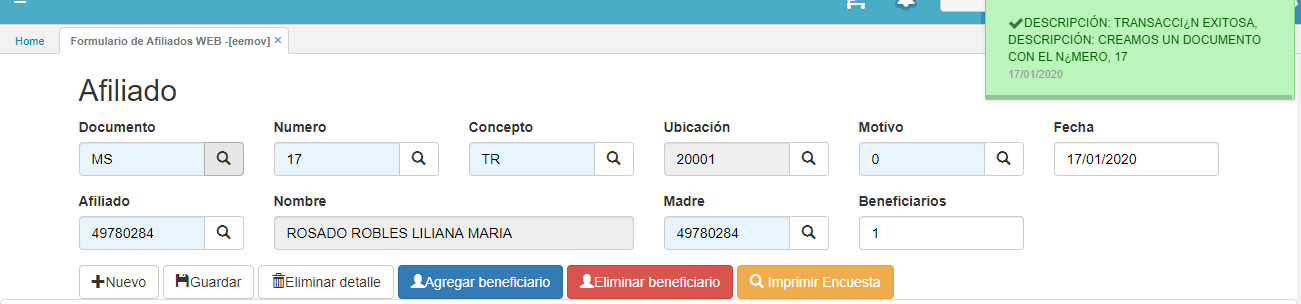 DESCRIPCIÓN: TRANSACCI¿N EXITOSA,
DESCRIPCIÓN: CREAMOS UN DOCUMENTO
CON EL N¿MERO, 17
17/01/2020
Home Formulario de Afiliados WEB -[eemov] ×
Afiliado
Documento Numero Concepto Ubicación Motivo Fecha
MS 17 TR 20001 0 17/01/2020
Afiliado Nombre Madre Beneficiarios
49780284 ROSADO ROBLES LILIANA MARIA 49780284 1
Nuevo Guardar Eliminar detalle Agregar beneficiario Eliminar beneficiario Imprimir Encuesta